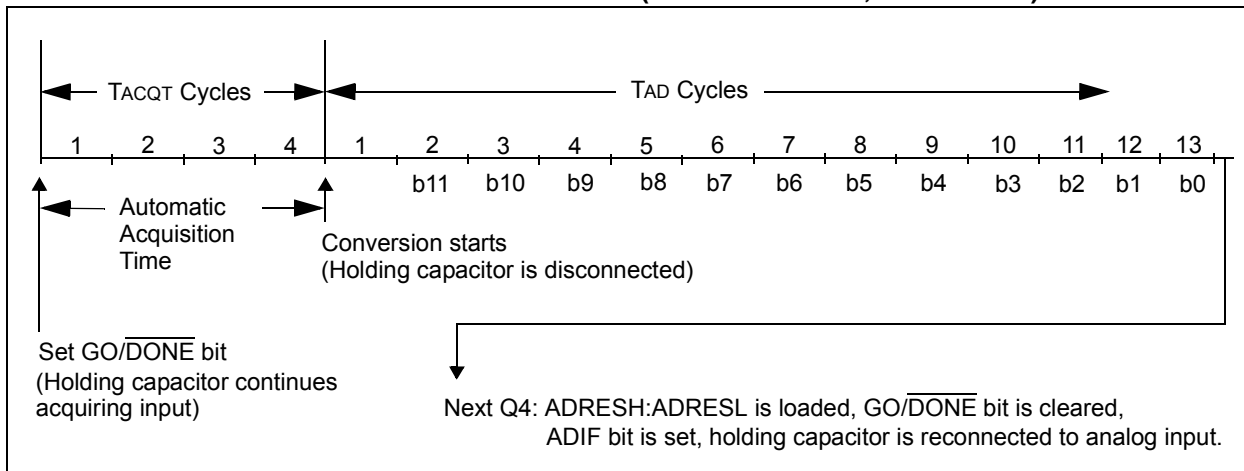 TACQT Cycles
TAD Cycles
1 2 3 4 1 2 3 4 5 6 7 8 9 10 11 12 13
b11 b10 b9 b8 b7 b6 b5 b4 b3 b2 b1 b0
Automatic
Acquisition
Time
Conversion starts
(Holding capacitor is disconnected)
Set GO/DONE bit
(Holding capacitor continues
acquiring input)
Next Q4: ADRESH:ADRESL is loaded, GO/DONE bit is cleared,
ADIF bit is set, holding capacitor is reconnected to analog input.